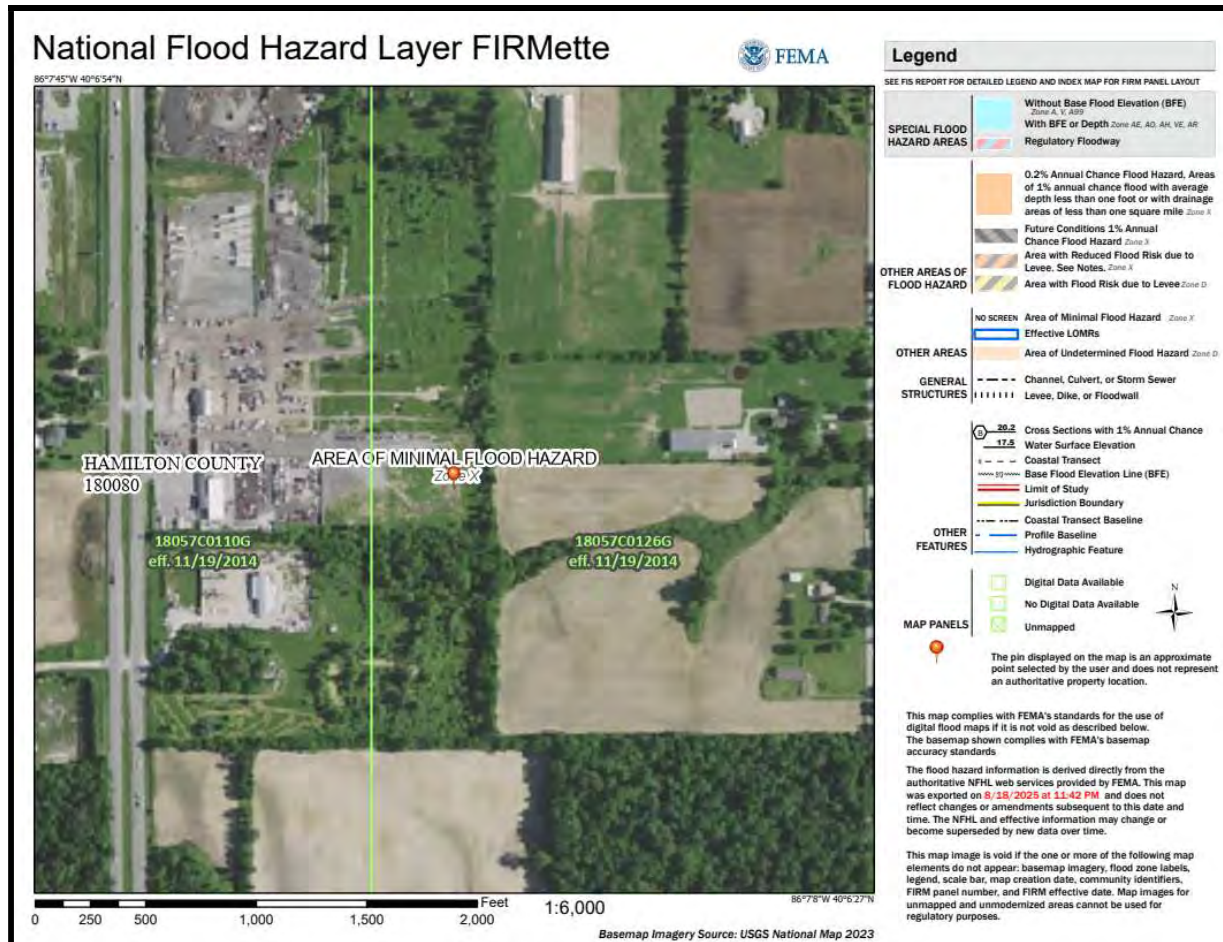 National Flood Hazard Layer FIRMette
FEMA
86°7'45"W 40°6'54"N
HAMILTON COUNTY
180080
AREA OF MINIMAL FLOOD HAZARD
Zone X
18057C0110G
eff. 11/19/2014
18057C0126G
eff. 11/19/2014
86°7'8"W 40°6'27"N
0 250 500 1,000 1,500 2,000 Feet 1:6,000
Basemap Imagery Source: USGS National Map 2023
Legend
SEE FIS REPORT FOR DETAILED LEGEND AND INDEX MAP FOR FIRM PANEL LAYOUT
SPECIAL FLOOD
HAZARD AREAS
Without Base Flood Elevation (BFE)
Zone A, V, A99
With BFE or Depth Zone AE, AO, AH, VE, AR
Regulatory Floodway
0.2% Annual Chance Flood Hazard, Areas
of 1% annual chance flood with average
depth less than one foot or with drainage
areas of less than one square mile Zone X
Future Conditions 1% Annual
Chance Flood Hazard Zone X
Area with Reduced Flood Risk due to
Levee. See Notes. Zone X
Area with Flood Risk due to Levee Zone D
OTHER AREAS OF
FLOOD HAZARD
NO SCREEN Area of Minimal Flood Hazard Zone X
Effective LOMRs
Area of Undetermined Flood Hazard Zone D
OTHER AREAS
Channel, Culvert, or Storm Sewer
Levee, Dike, or Floodwall
GENERAL
STRUCTURES
B 20.2 Cross Sections with 1% Annual Chance
17.5 Water Surface Elevation
8 Coastal Transect
Base Flood Elevation Line (BFE)
Limit of Study
Jurisdiction Boundary
Coastal Transect Baseline
Profile Baseline
Hydrographic Feature
OTHER
FEATURES
Digital Data Available
No Digital Data Available
Unmapped
MAP PANELS
N
The pin displayed on the map is an approximate
point selected by the user and does not represent
an authoritative property location.
This map complies with FEMA's standards for the use of
digital flood maps if it is not void as described below.
The basemap shown complies with FEMA's basemap
accuracy standards
The flood hazard information is derived directly from the
authoritative NFHL web services provided by FEMA. This map
was exported on 8/18/2025 at 11:42 PM and does not
reflect changes or amendments subsequent to this date and
time. The NFHL and effective information may change or
become superseded by new data over time.
This map image is void if the one or more of the following map
elements do not appear: basemap imagery, flood zone labels,
legend, scale bar, map creation date, community identifiers,
FIRM panel number, and FIRM effective date. Map images for
unmapped and unmodernized areas cannot be used for
regulatory purposes.